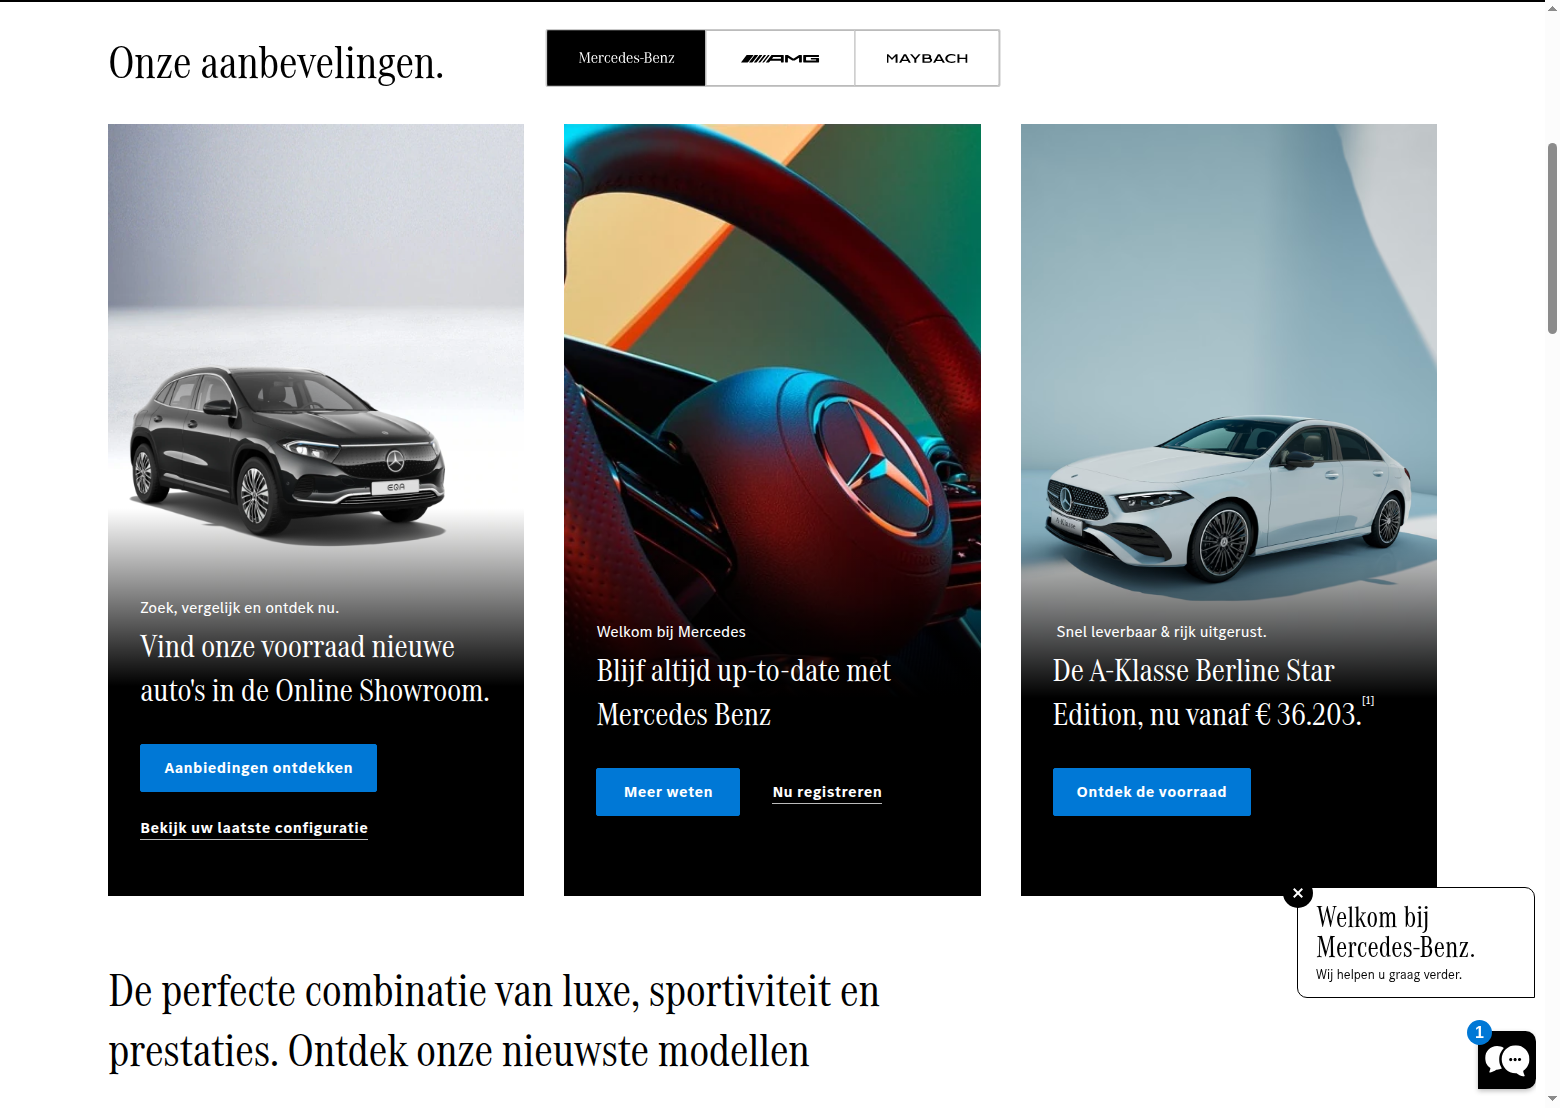 Onze aanbevelingen.
Mercedes-Benz
AMG
MAYBACH
EQA
Zoek, vergelijk en ontdek nu.
Vind onze voorraad nieuwe
auto's in de Online Showroom.
Aanbiedingen ontdekken
Bekijk uw laatste configuratie
Welkom bij Mercedes
Blijf altijd up-to-date met
Mercedes Benz
Meer weten
Nu registreren
A-Klasse
Snel leverbaar & rijk uitgerust.
De A-Klasse Berline Star
Edition, nu vanaf € 36.203.[1]
Ontdek de voorraad
Welkom bij
Mercedes-Benz.
Wij helpen u graag verder.
De perfecte combinatie van luxe, sportiviteit en
prestaties. Ontdek onze nieuwste modellen
1